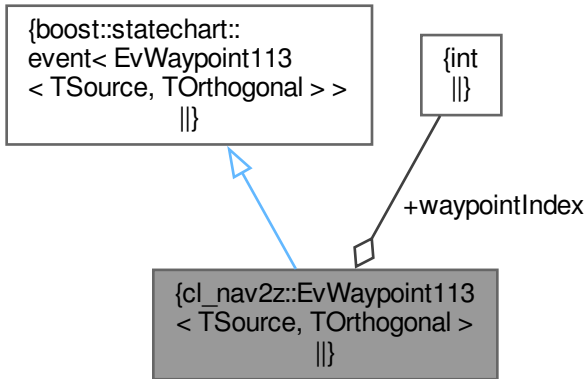 {boost::statechart::
event< EvWaypoint113
< TSource, TOrthogonal > >
||}
{int
||}
+waypointIndex
{cl_nav2z::EvWaypoint113
< TSource, TOrthogonal >
||}